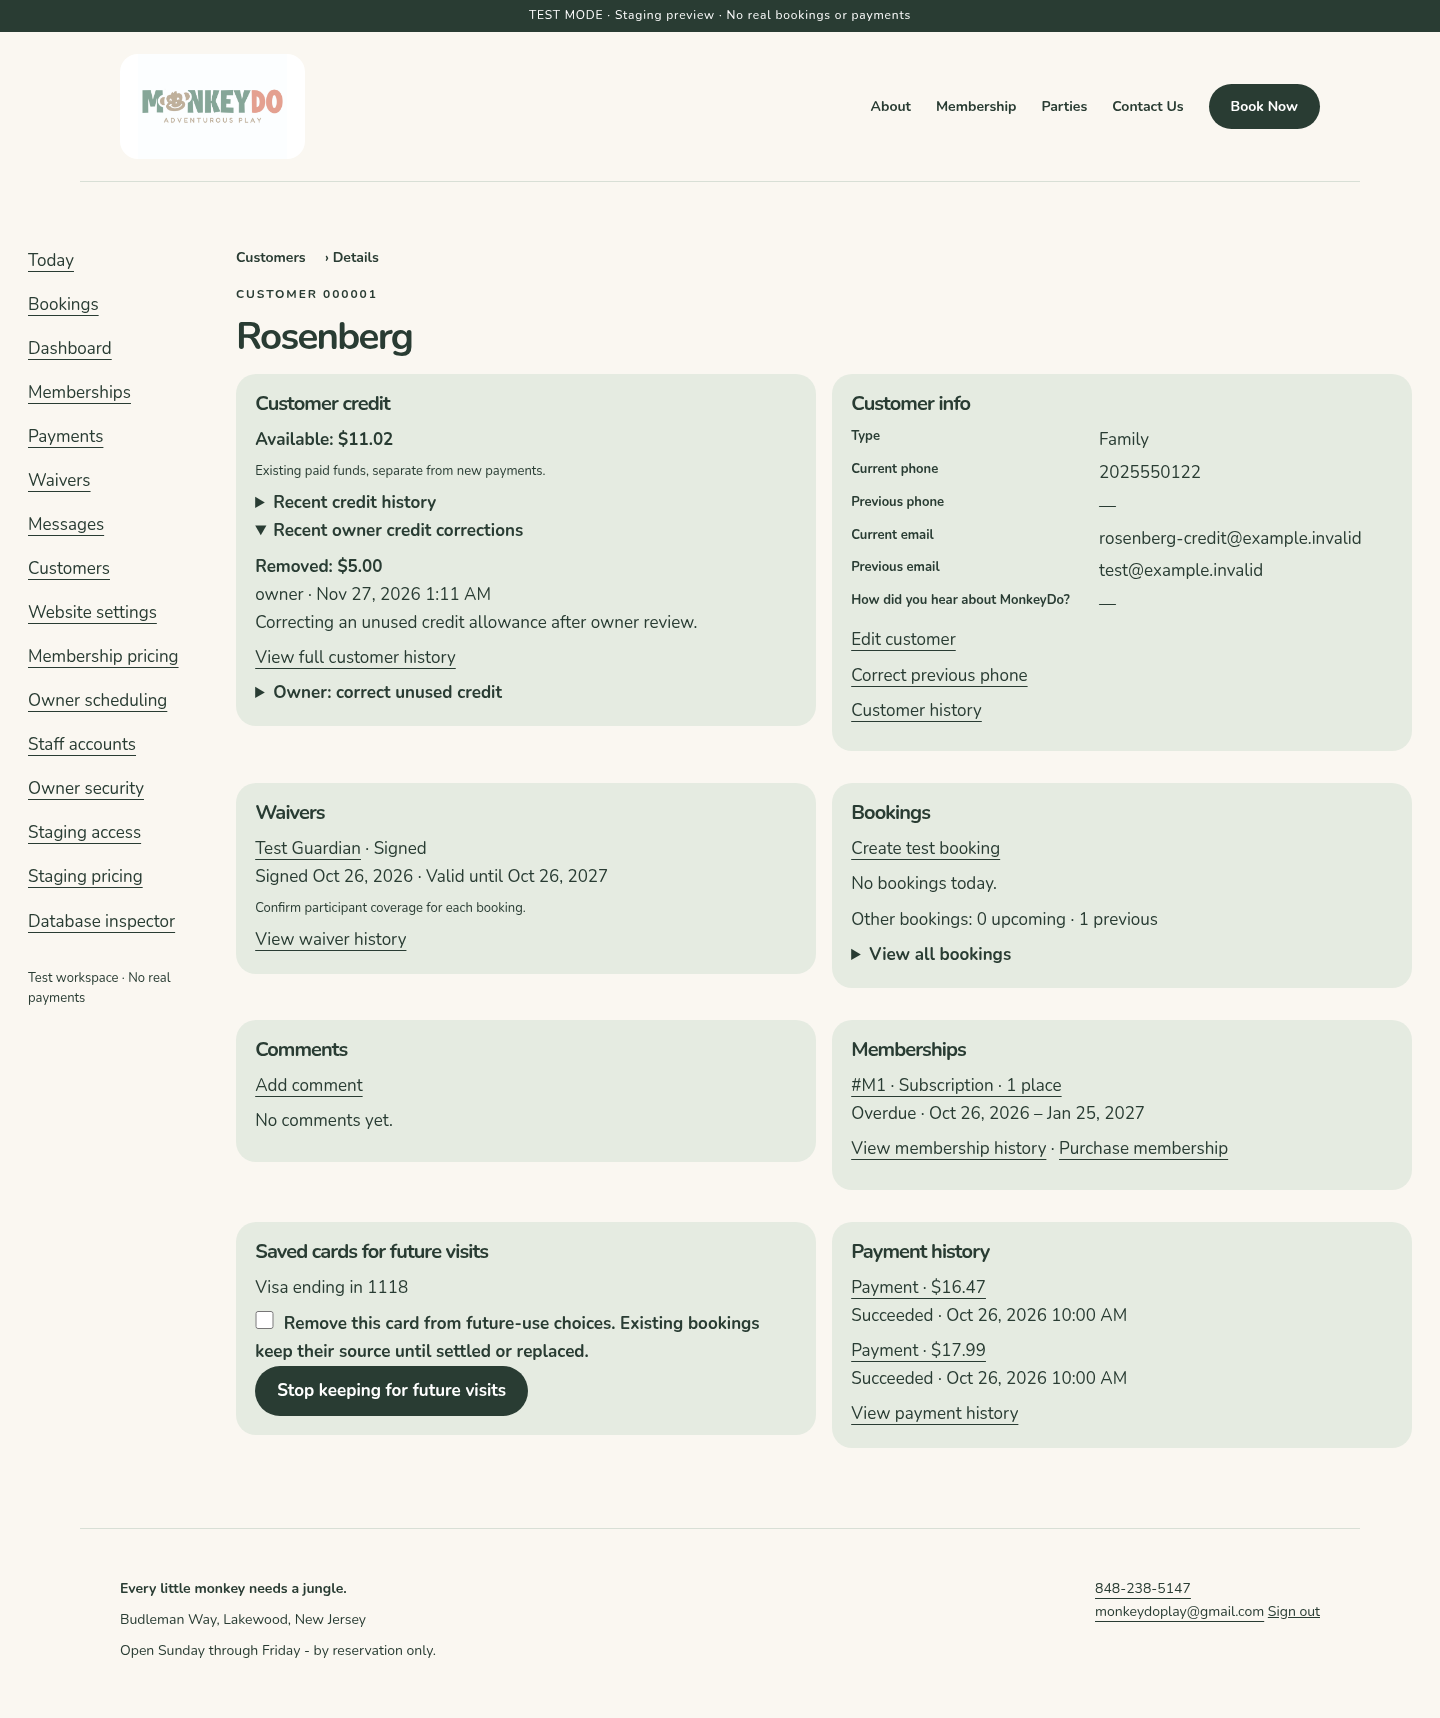 TEST MODE · Staging preview · No real bookings or payments
MONKEYDO
ADVENTUROUS PLAY
About
Membership
Parties
Contact Us
Book Now
Today
Bookings
Dashboard
Memberships
Payments
Waivers
Messages
Customers
Website settings
Membership pricing
Owner scheduling
Staff accounts
Owner security
Staging access
Staging pricing
Database inspector
Test workspace · No real
payments
Customers › Details
CUSTOMER 000001
Rosenberg
Customer credit
Available: $11.02
Existing paid funds, separate from new payments.
▶ Recent credit history
▼ Recent owner credit corrections
Removed: $5.00
owner · Nov 27, 2026 1:11 AM
Correcting an unused credit allowance after owner review.
View full customer history
▶ Owner: correct unused credit
Customer info
Type Family
Current phone 2025550122
Previous phone —
Current email rosenberg-credit@example.invalid
Previous email test@example.invalid
How did you hear about MonkeyDo? —
Edit customer
Correct previous phone
Customer history
Waivers
Test Guardian · Signed
Signed Oct 26, 2026 · Valid until Oct 26, 2027
Confirm participant coverage for each booking.
View waiver history
Bookings
Create test booking
No bookings today.
Other bookings: 0 upcoming · 1 previous
▶ View all bookings
Comments
Add comment
No comments yet.
Memberships
#M1 · Subscription · 1 place
Overdue · Oct 26, 2026 – Jan 25, 2027
View membership history · Purchase membership
Saved cards for future visits
Visa ending in 1118
Remove this card from future-use choices. Existing bookings
keep their source until settled or replaced.
Stop keeping for future visits
Payment history
Payment · $16.47
Succeeded · Oct 26, 2026 10:00 AM
Payment · $17.99
Succeeded · Oct 26, 2026 10:00 AM
View payment history
Every little monkey needs a jungle.
Budleman Way, Lakewood, New Jersey
Open Sunday through Friday - by reservation only.
848-238-5147
monkeydoplay@gmail.com Sign out